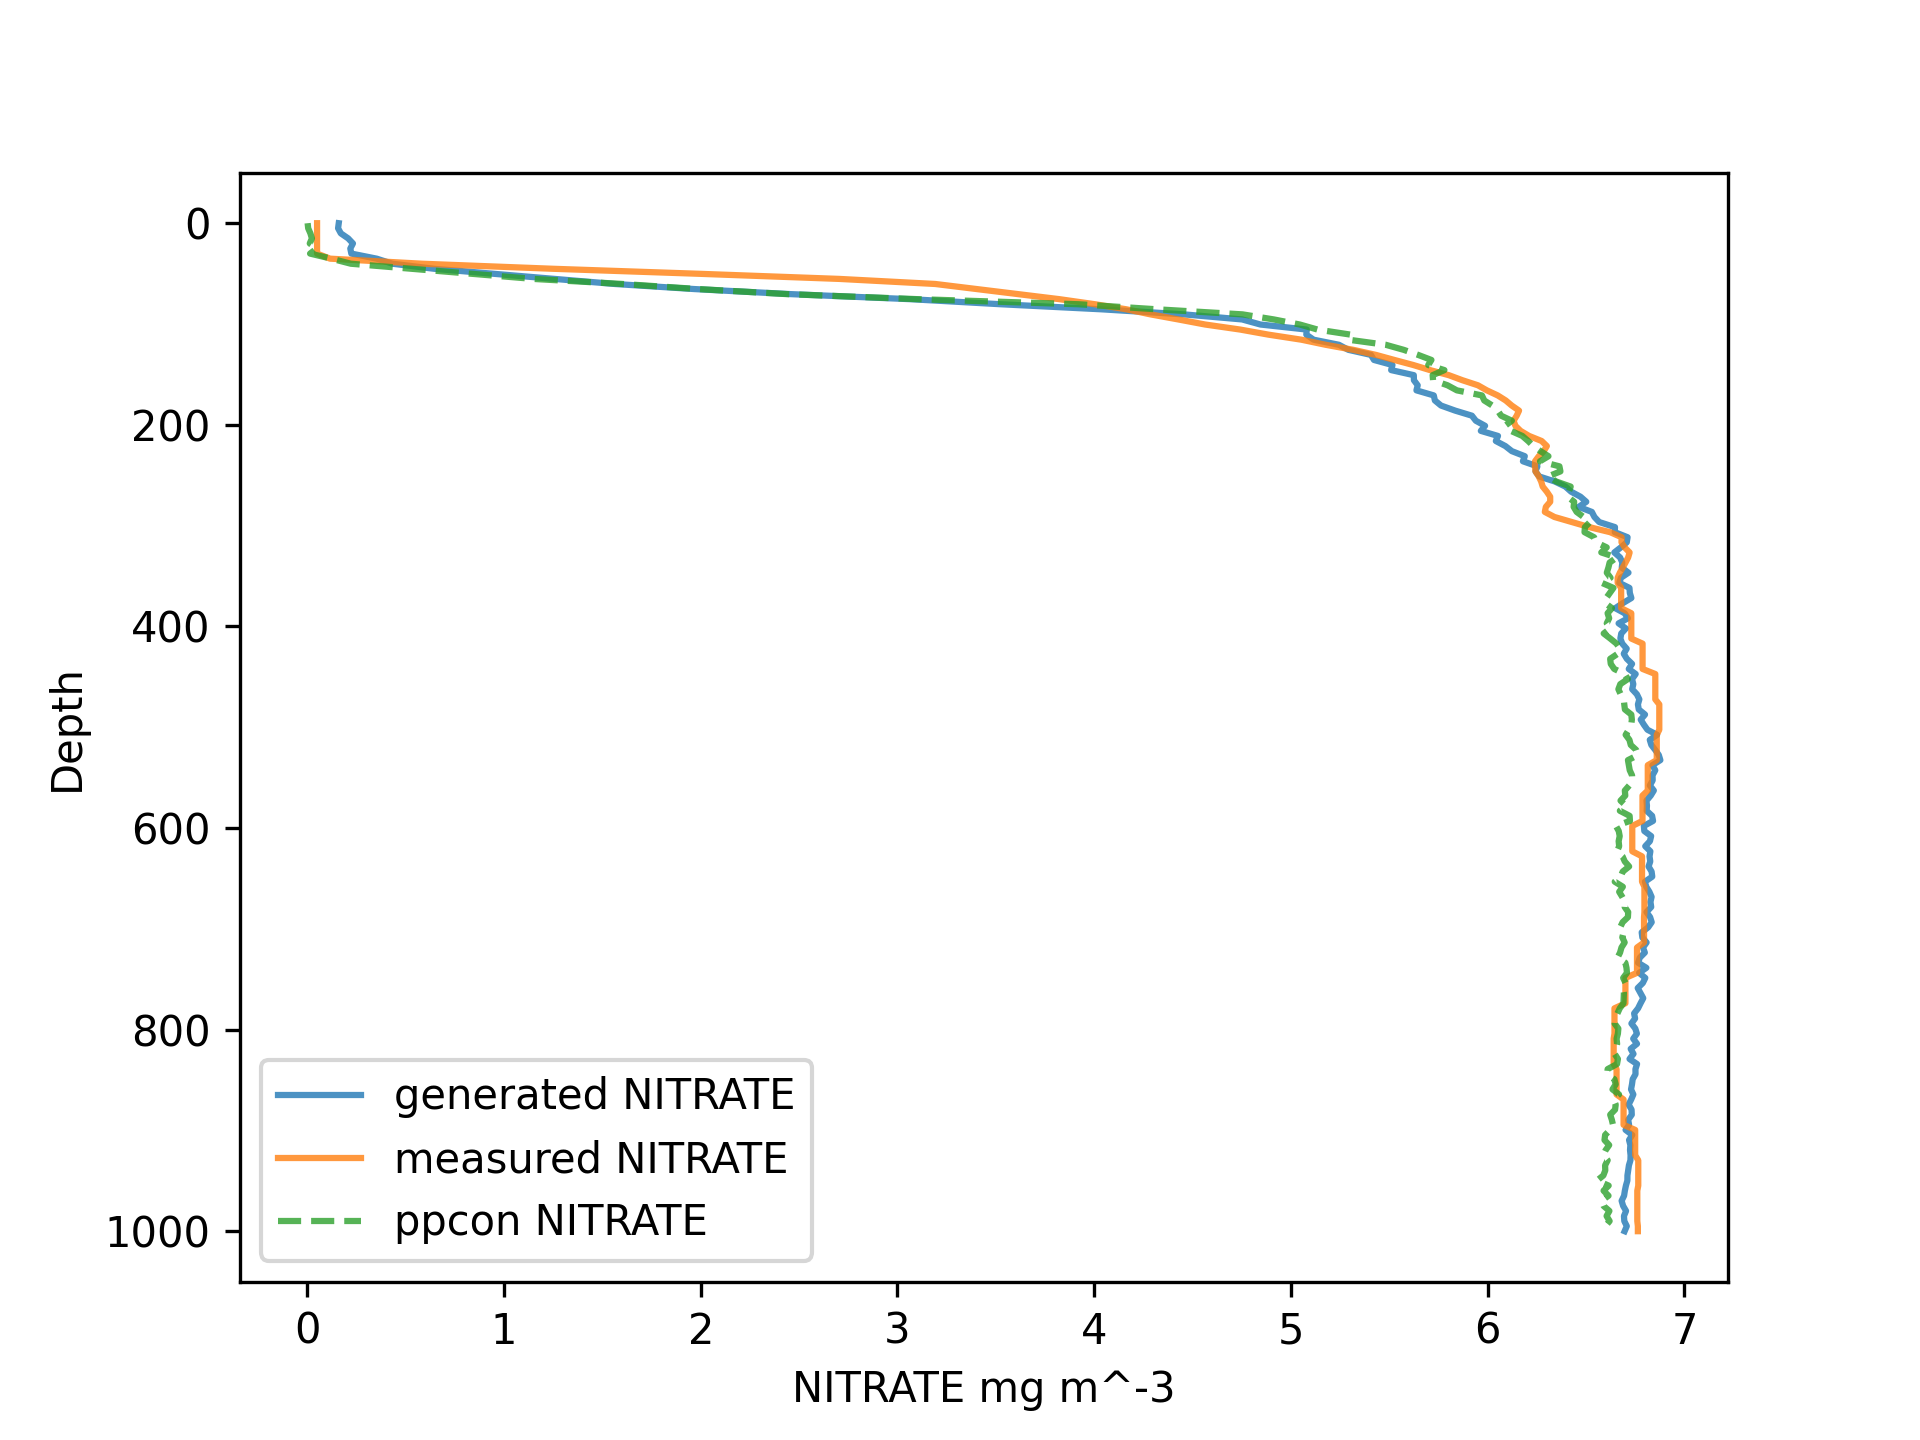 0
200
400
600
800
1000
Depth
generated NITRATE
measured NITRATE
ppcon NITRATE
0 1 2 3 4 5 6 7
NITRATE mg m^-3